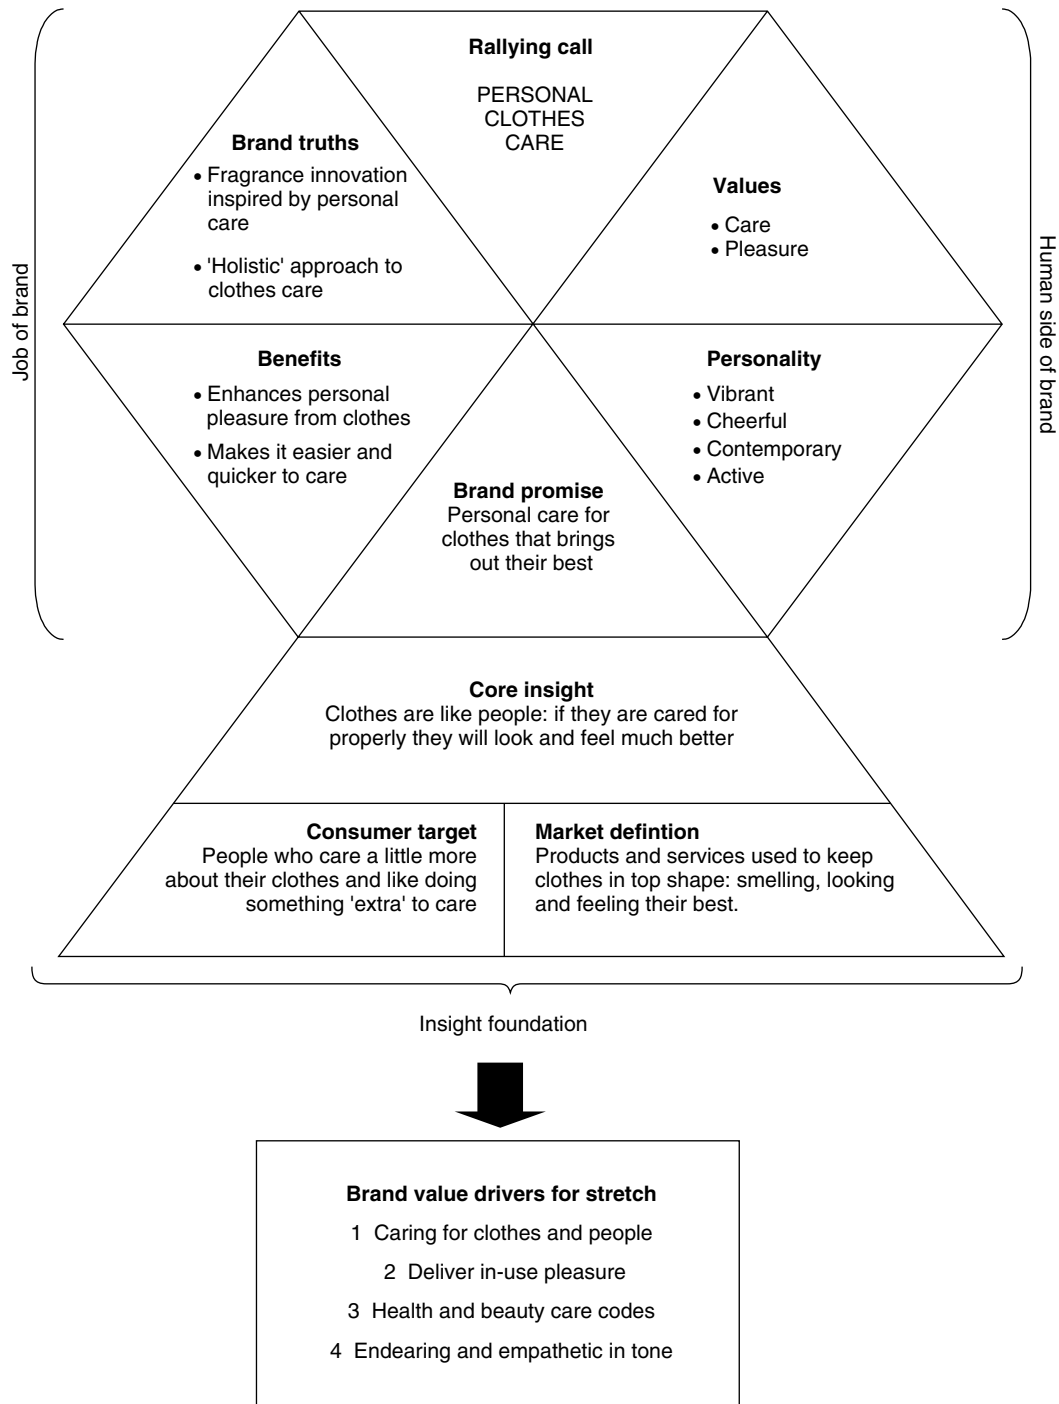 Rallying call
PERSONAL
CLOTHES
CARE
Brand truths
• Fragrance innovation
inspired by personal
care
• 'Holistic' approach to
clothes care
Values
• Care
• Pleasure
Job of brand
Human side of brand
Benefits
• Enhances personal
pleasure from clothes
• Makes it easier and
quicker to care
Personality
• Vibrant
• Cheerful
• Contemporary
• Active
Brand promise
Personal care for
clothes that brings
out their best
Core insight
Clothes are like people: if they are cared for
properly they will look and feel much better
Consumer target
People who care a little more
about their clothes and like doing
something 'extra' to care
Market defintion
Products and services used to keep
clothes in top shape: smelling, looking
and feeling their best.
Insight foundation
Brand value drivers for stretch
1 Caring for clothes and people
2 Deliver in-use pleasure
3 Health and beauty care codes
4 Endearing and empathetic in tone